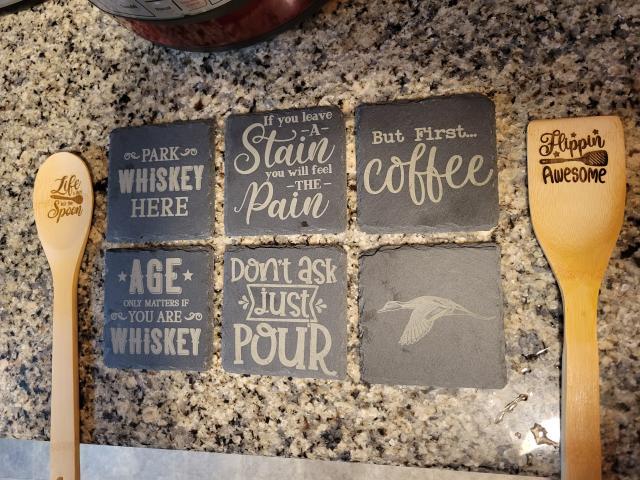 PARK
WHISKEY
HERE
If you leave
-A-
Stain
you will feel
-THE-
Pain
But First...
coffee
AGE
ONLY MATTERS IF
YOU ARE
WHISKEY
Don't ask
just
POUR
Life
Spoon
Flippin
Awesome